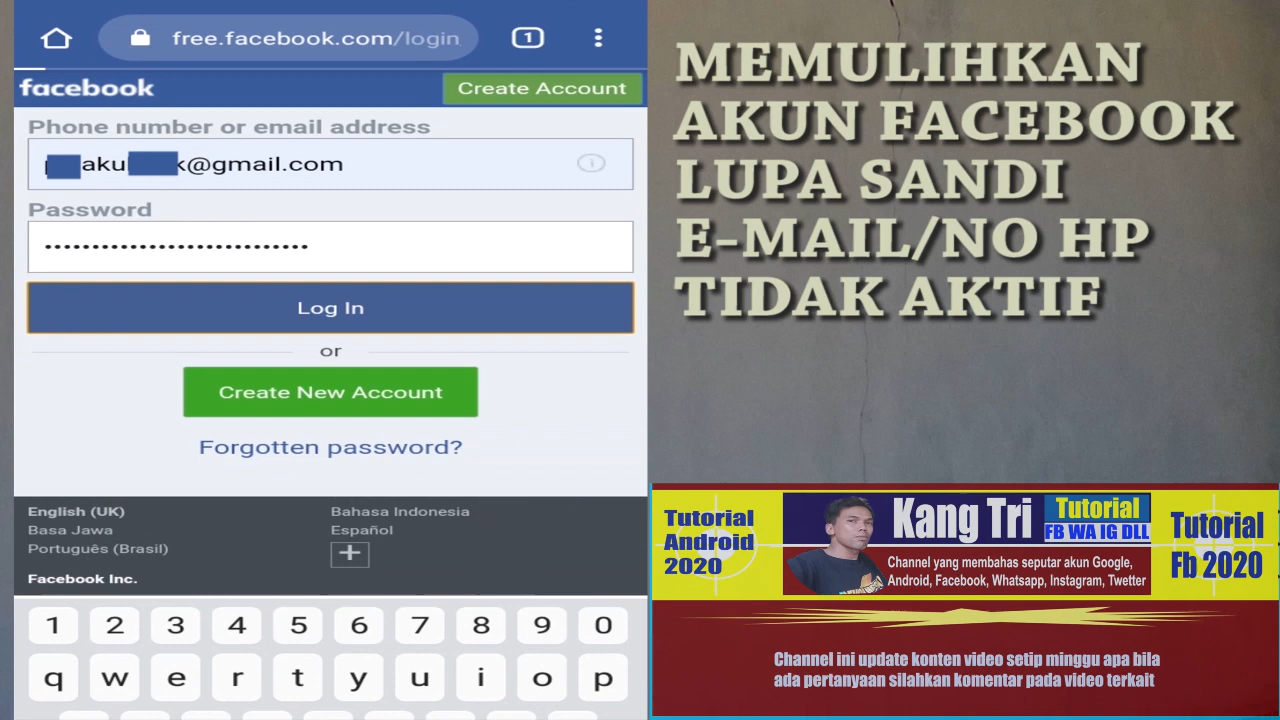 1
free.facebook.com/login
facebook
Create Account
Phone number or email address
aku k@gmail.com
Password
••••••••••••••••••••••••••••
Log In
or
Create New Account
Forgotten password?
English (UK)
Bahasa Indonesia
Basa Jawa
Español
Português (Brasil)
+
Facebook Inc.
1 2 3 4 5 6 7 8 9 0
q w e r t y u i o p
MEMULIHKAN
AKUN FACEBOOK
LUPA SANDI
E-MAIL/NO HP
TIDAK AKTIF
Tutorial
Android
2020
Kang Tri
Tutorial
FB WA IG DLL
Channel yang membahas seputar akun Google,
Android, Facebook, Whatsapp, Instagram, Twetter
Tutorial
Fb 2020
Channel ini update konten video setip minggu apa bila
ada pertanyaan silahkan komentar pada video terkait